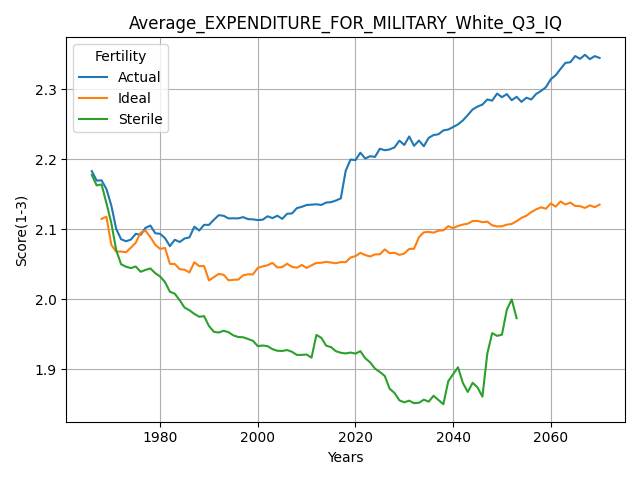 Average_EXPENDITURE_FOR_MILITARY_White_Q3_IQ
Fertility
Actual
Ideal
Sterile
Score(1-3)
2.3
2.2
2.1
2.0
1.9
1980 2000 2020 2040 2060
Years